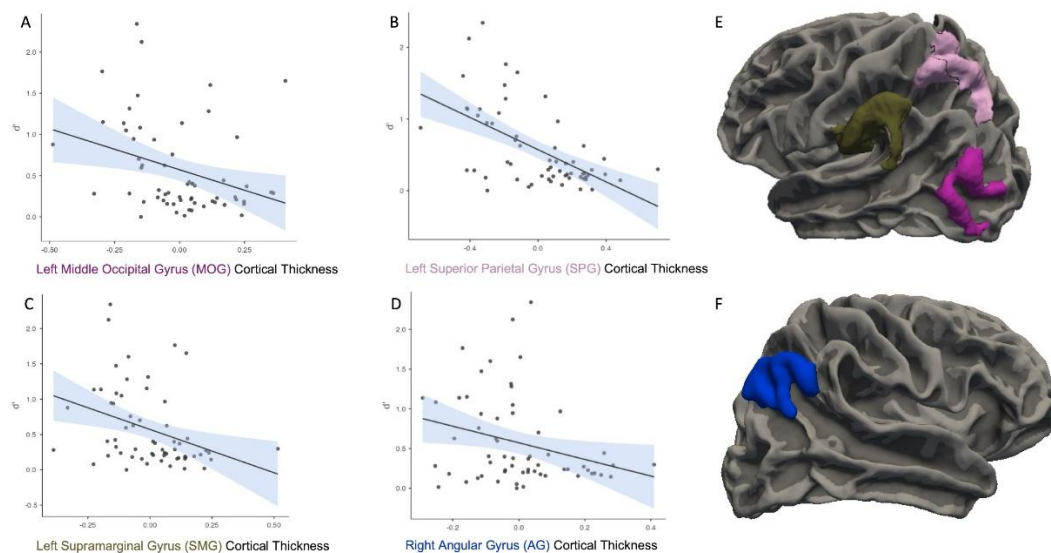 A
B
E
2.0
1.5
1.0
0.5
0.0
d'
-0.50
-0.25
0.00
0.25
2
1
0
d'
-0.4
0.0
0.4
Left Middle Occipital Gyrus (MOG) Cortical Thickness
Left Superior Parietal Gyrus (SPG) Cortical Thickness
C
D
F
2.0
1.5
1.0
0.5
0.0
-0.5
d'
-0.25
0.00
0.25
0.50
2.0
1.5
1.0
0.5
0.0
d'
-0.2
0.0
0.2
0.4
Left Supramarginal Gyrus (SMG) Cortical Thickness
Right Angular Gyrus (AG) Cortical Thickness